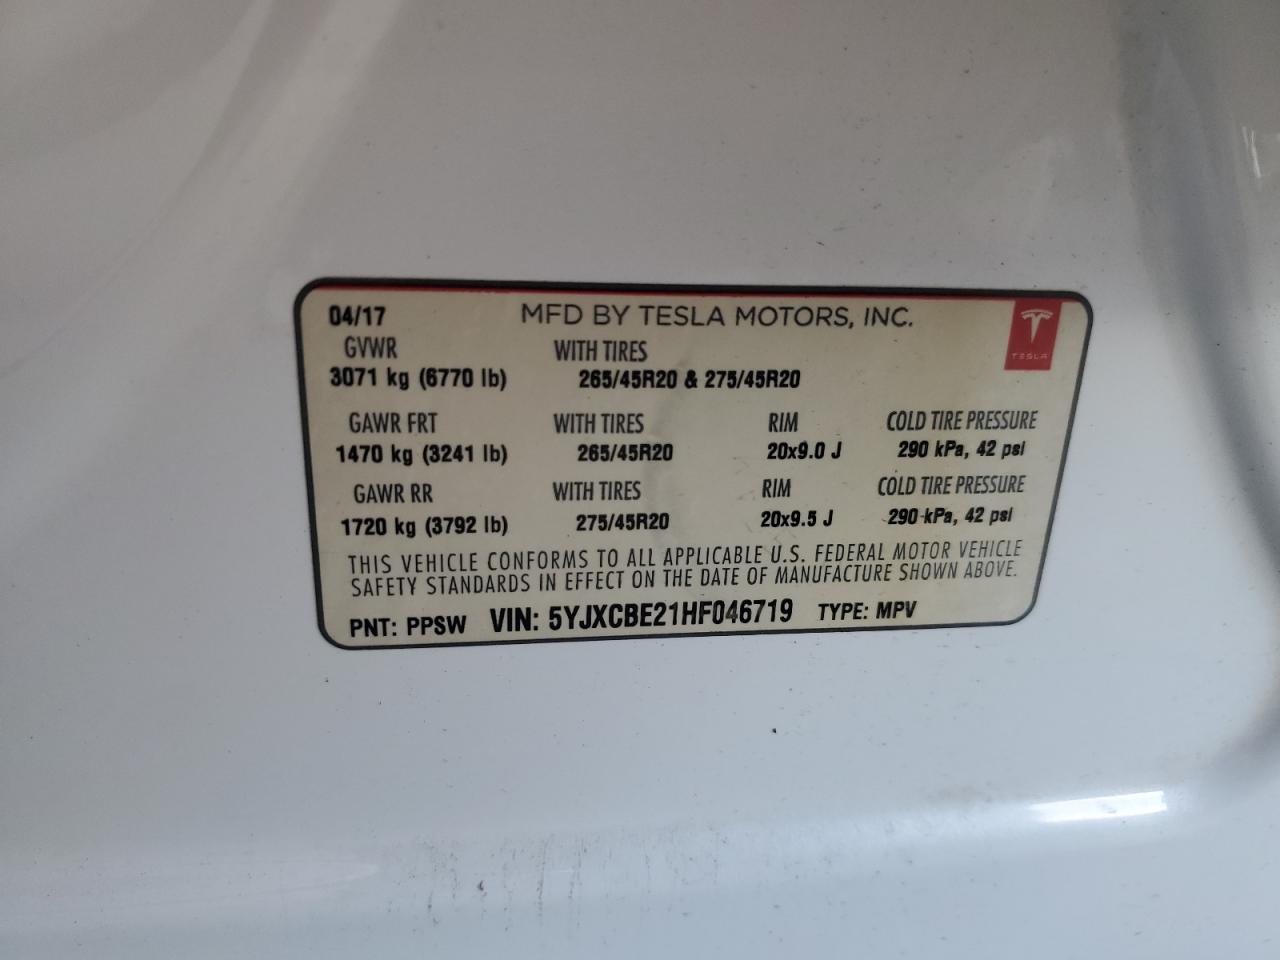 04/17 MFD BY TESLA MOTORS, INC.
TESLA
GVWR WITH TIRES
3071 kg (6770 lb) 265/45R20 & 275/45R20
GAWR FRT WITH TIRES RIM COLD TIRE PRESSURE
1470 kg (3241 lb) 265/45R20 20x9.0 J 290 kPa, 42 psi
GAWR RR WITH TIRES RIM COLD TIRE PRESSURE
1720 kg (3792 lb) 275/45R20 20x9.5 J 290 kPa, 42 psi
THIS VEHICLE CONFORMS TO ALL APPLICABLE U.S. FEDERAL MOTOR VEHICLE
SAFETY STANDARDS IN EFFECT ON THE DATE OF MANUFACTURE SHOWN ABOVE.
PNT: PPSW VIN: 5YJXCBE21HF046719 TYPE: MPV